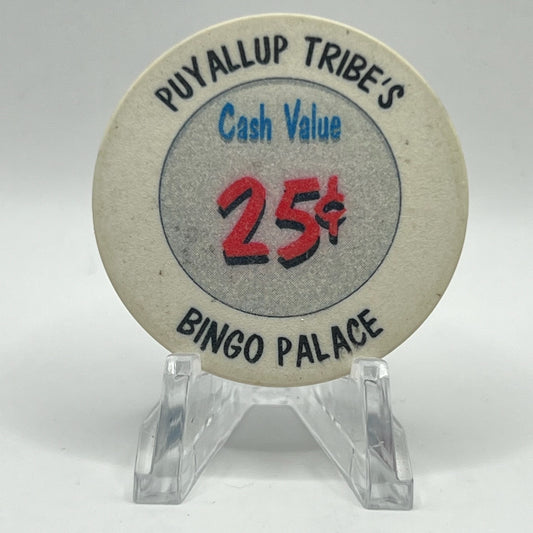 PUYALLUP TRIBE'S
Cash Value
25¢
BINGO PALACE